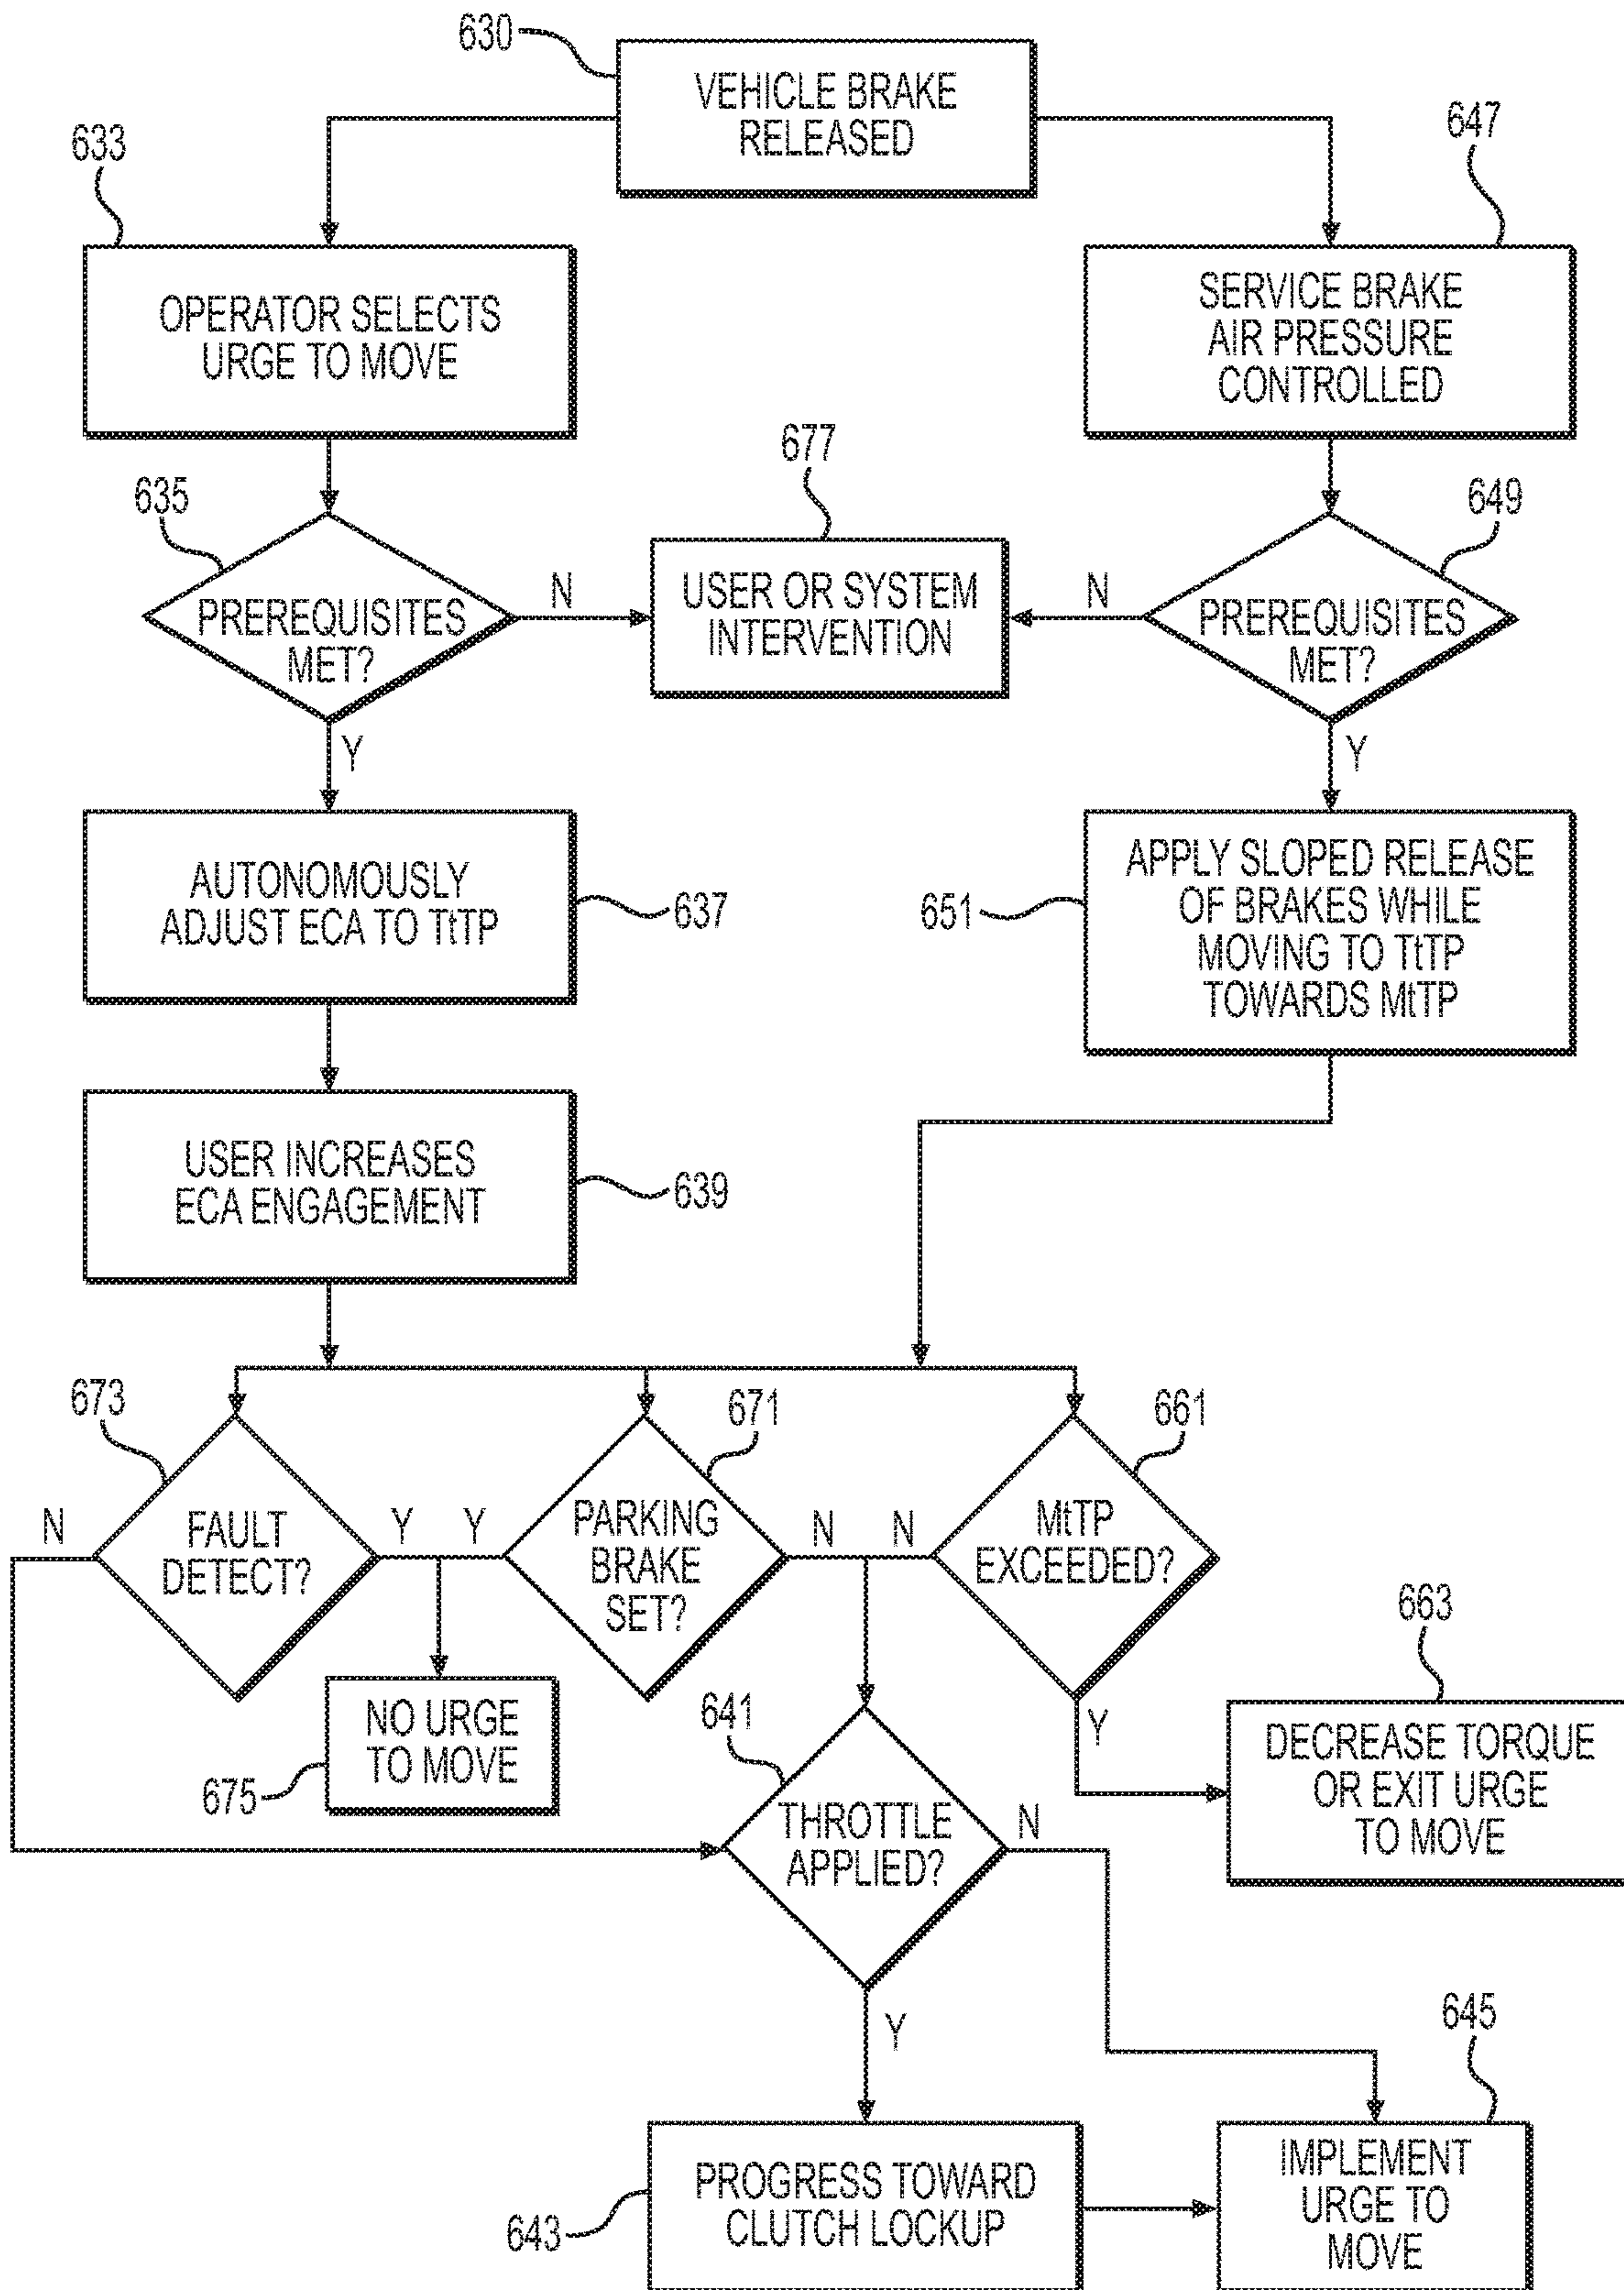 630
VEHICLE BRAKE
RELEASED
633
647
OPERATOR SELECTS
URGE TO MOVE
SERVICE BRAKE
AIR PRESSURE
CONTROLLED
677
635
649
PREREQUISITES
MET?
N
USER OR SYSTEM
INTERVENTION
N
PREREQUISITES
MET?
Y
Y
AUTONOMOUSLY
ADJUST ECA TO TtTP
637
651
APPLY SLOPED RELEASE
OF BRAKES WHILE
MOVING TO TtTP
TOWARDS MtTP
USER INCREASES
ECA ENGAGEMENT
639
673
671
661
N
FAULT
DETECT?
Y
Y
PARKING
BRAKE
SET?
N
N
MtTP
EXCEEDED?
Y
663
DECREASE TORQUE
OR EXIT URGE
TO MOVE
NO URGE
TO MOVE
675
641
THROTTLE
APPLIED?
N
Y
645
643
PROGRESS TOWARD
CLUTCH LOCKUP
IMPLEMENT
URGE TO
MOVE